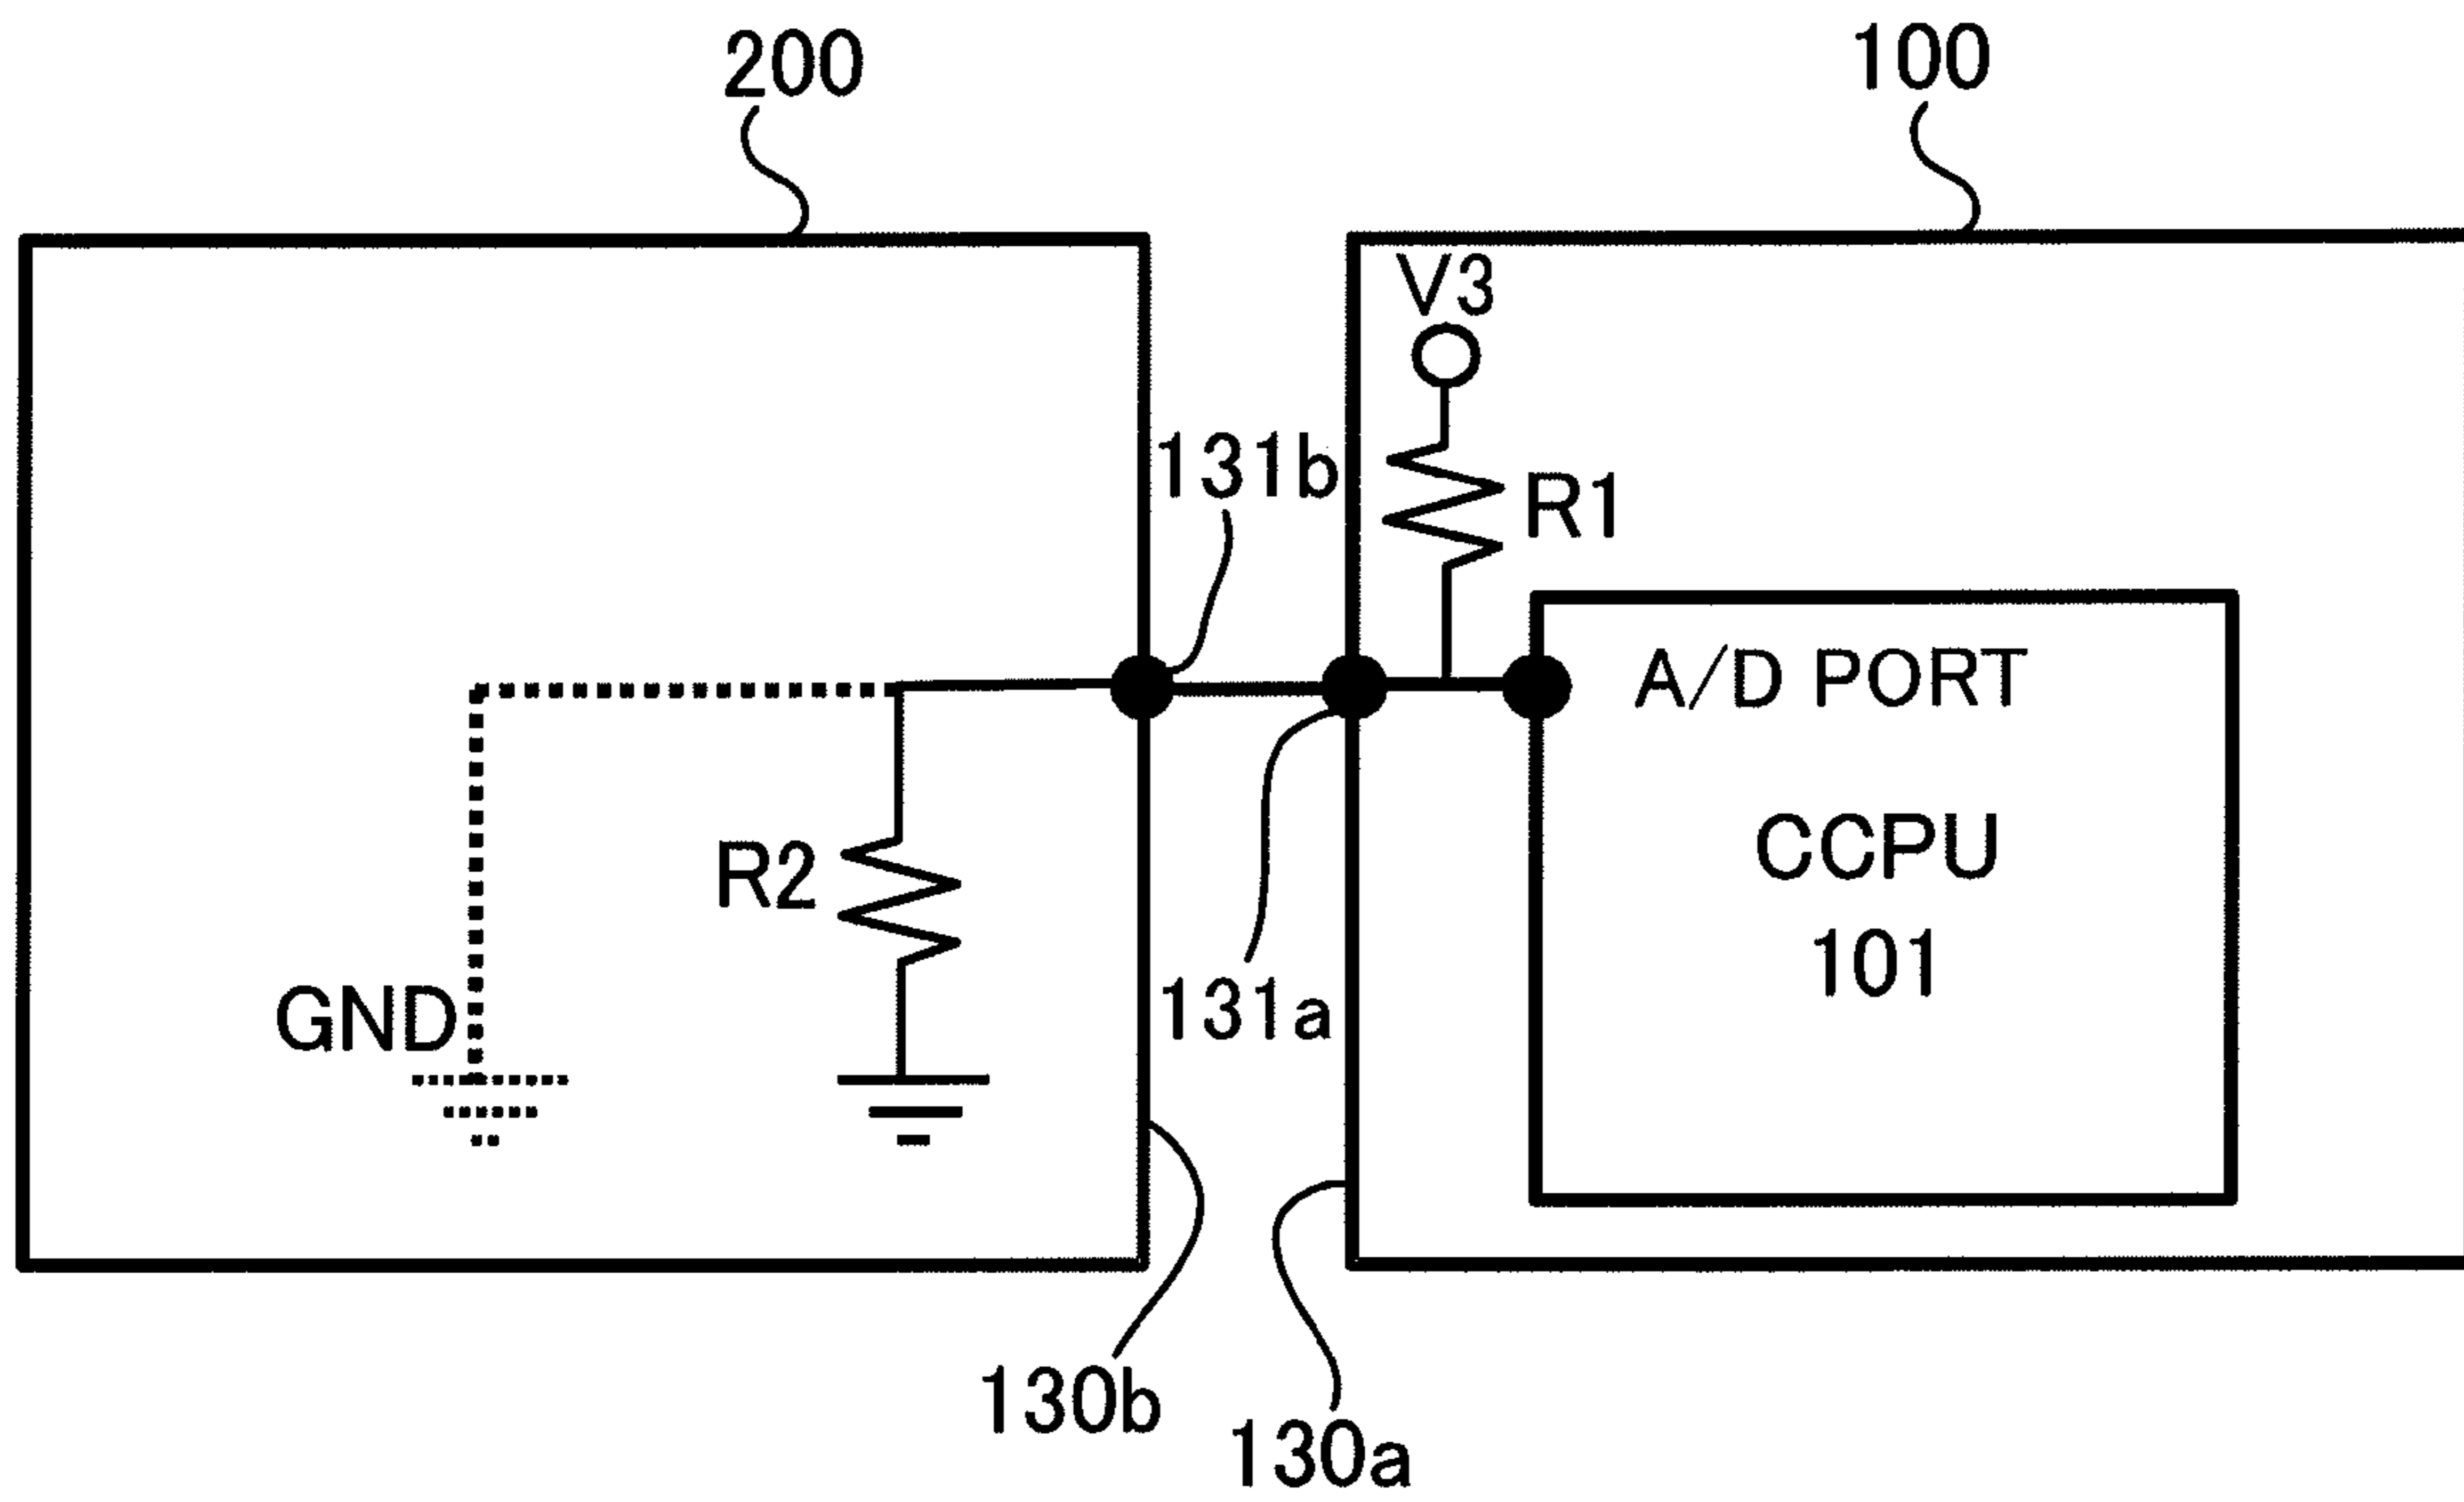 200
100
V3
131b
R1
A/D PORT
CCPU
101
R2
GND
131a
130b
130a